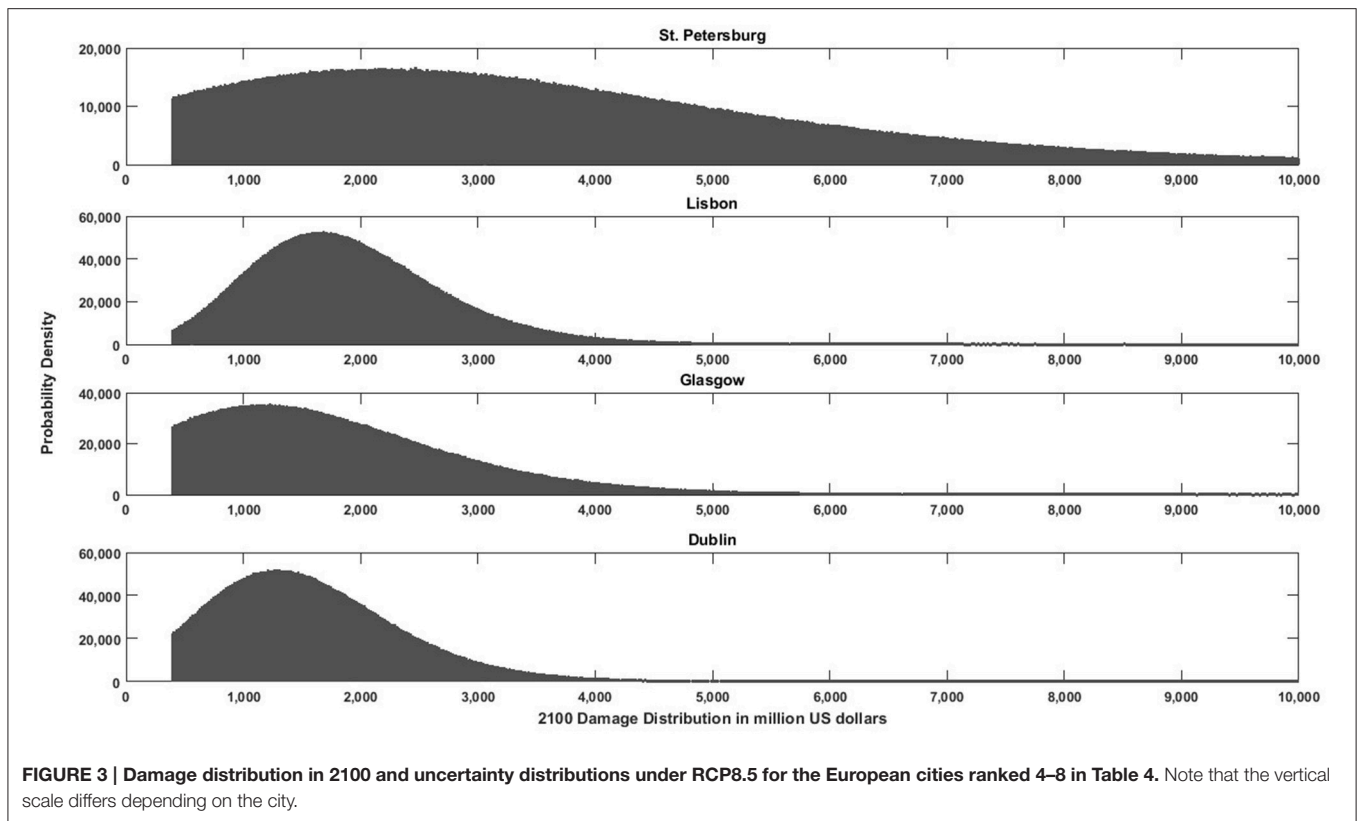 St. Petersburg
20,000
10,000
0
0 1,000 2,000 3,000 4,000 5,000 6,000 7,000 8,000 9,000 10,000
Lisbon
60,000
40,000
20,000
0
0 1,000 2,000 3,000 4,000 5,000 6,000 7,000 8,000 9,000 10,000
Probability Density
Glasgow
40,000
20,000
0
0 1,000 2,000 3,000 4,000 5,000 6,000 7,000 8,000 9,000 10,000
Dublin
60,000
40,000
20,000
0
0 1,000 2,000 3,000 4,000 5,000 6,000 7,000 8,000 9,000 10,000
2100 Damage Distribution in million US dollars
FIGURE 3 | Damage distribution in 2100 and uncertainty distributions under RCP8.5 for the European cities ranked 4–8 in Table 4. Note that the vertical
scale differs depending on the city.